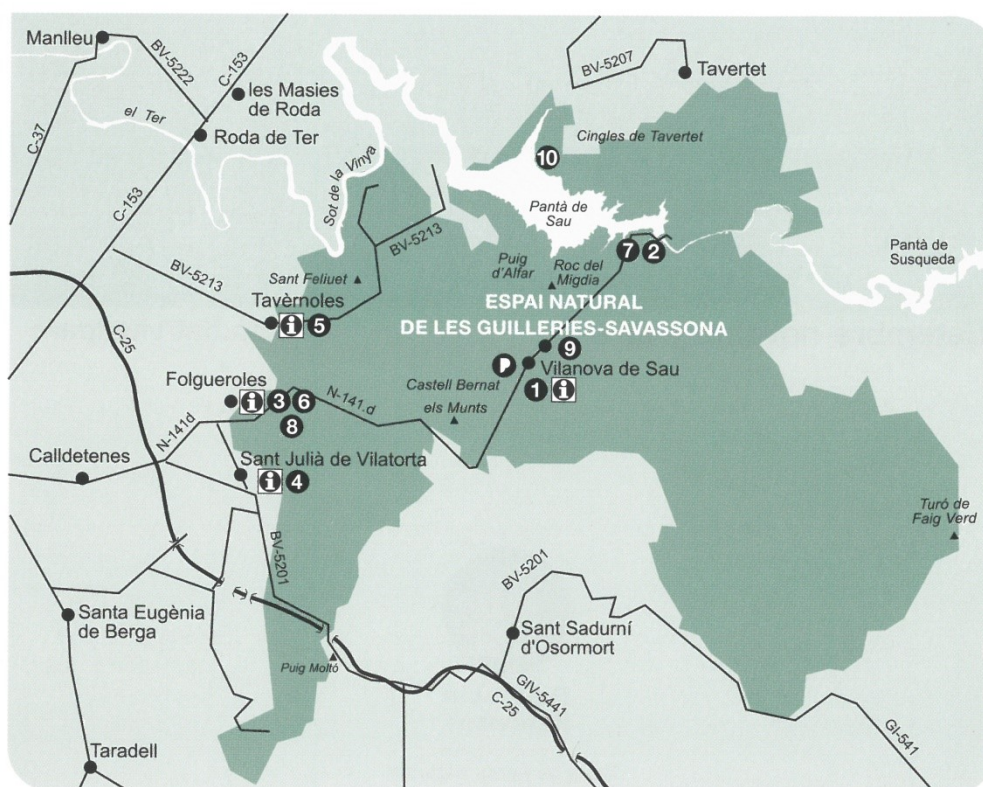 Manlleu
BV-5222
C-153
BV-5207
Tavertet
les Masies
de Roda
el Ter
Roda de Ter
C-37
Cingles de Tavertet
10
Sot de la Vinya
C-153
Pantà
de Sau
BV-5213
BV-5213
Pantà de
Susqueda
7 2
Puig
d'Alfar
Roc del
Migdia
Sant Feliuet
Tavèrnoles
i 5
ESPAI NATURAL
DE LES GUILLERIES-SAVASSONA
C-25
9
P
Vilanova de Sau
1 i
Folgueroles
i 3 6
8
N-141.d
Castell Bernat
els Munts
N-141d
Calldetenes
Sant Julià de Vilatorta
i 4
Turó de
Faig Verd
BV-5201
BV-5201
Santa Eugènia
de Berga
Sant Sadurní
d'Osormort
Puig Moltó
GIV-5441
C-25
GI-541
Taradell